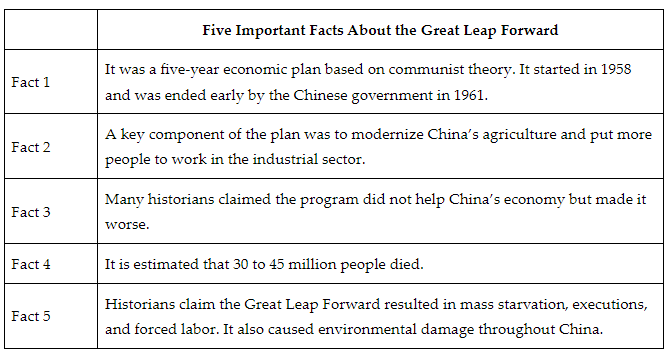 Five Important Facts About the Great Leap Forward
Fact 1
It was a five-year economic plan based on communist theory. It started in 1958
and was ended early by the Chinese government in 1961.
Fact 2
A key component of the plan was to modernize China’s agriculture and put more
people to work in the industrial sector.
Fact 3
Many historians claimed the program did not help China’s economy but made it
worse.
Fact 4
It is estimated that 30 to 45 million people died.
Fact 5
Historians claim the Great Leap Forward resulted in mass starvation, executions,
and forced labor. It also caused environmental damage throughout China.